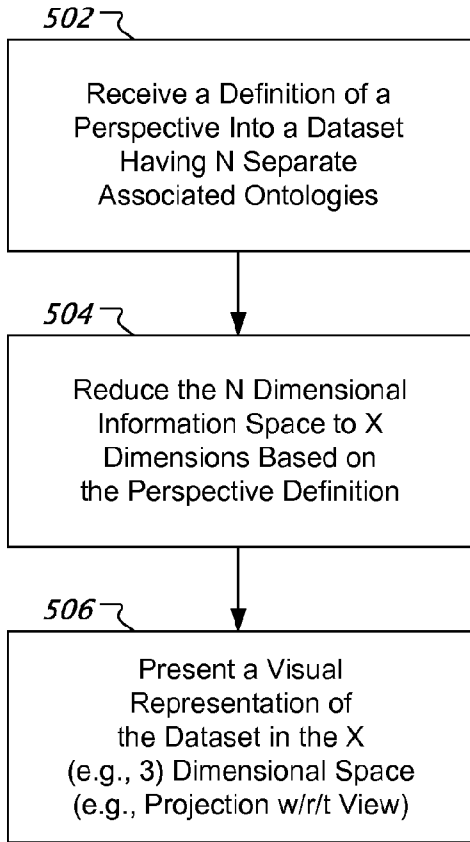 502
Receive a Definition of a
Perspective Into a Dataset
Having N Separate
Associated Ontologies
504
Reduce the N Dimensional
Information Space to X
Dimensions Based on
the Perspective Definition
506
Present a Visual
Representation of
the Dataset in the X
(e.g., 3) Dimensional Space
(e.g., Projection w/r/t View)